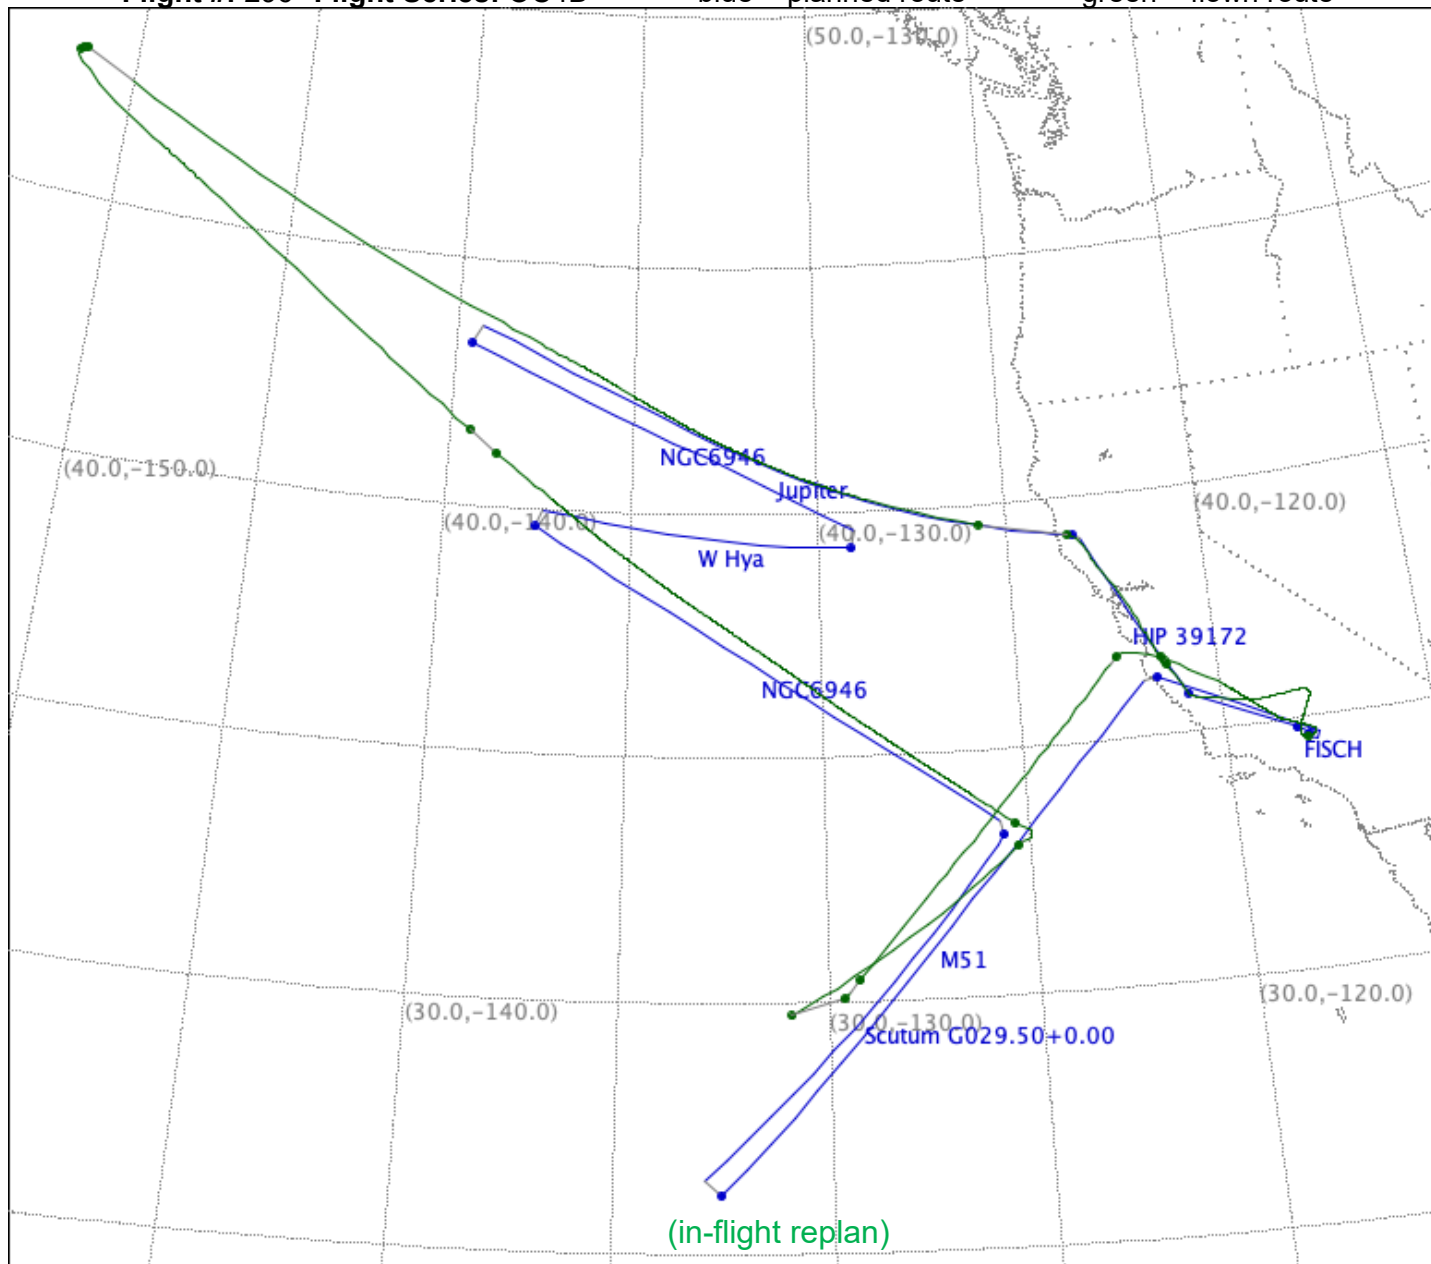 (50.0,-130.0)
NGC6946
(40.0,-150.0)
Jupiter
(40.0,-120.0)
(40.0,-140.0)
(40.0,-130.0)
W Hya
HIP 39172
NGC6946
FISCH
M51
(30.0,-120.0)
(30.0,-140.0)
(30.0,-130.0)
Scutum G029.50+0.00
(in-flight replan)